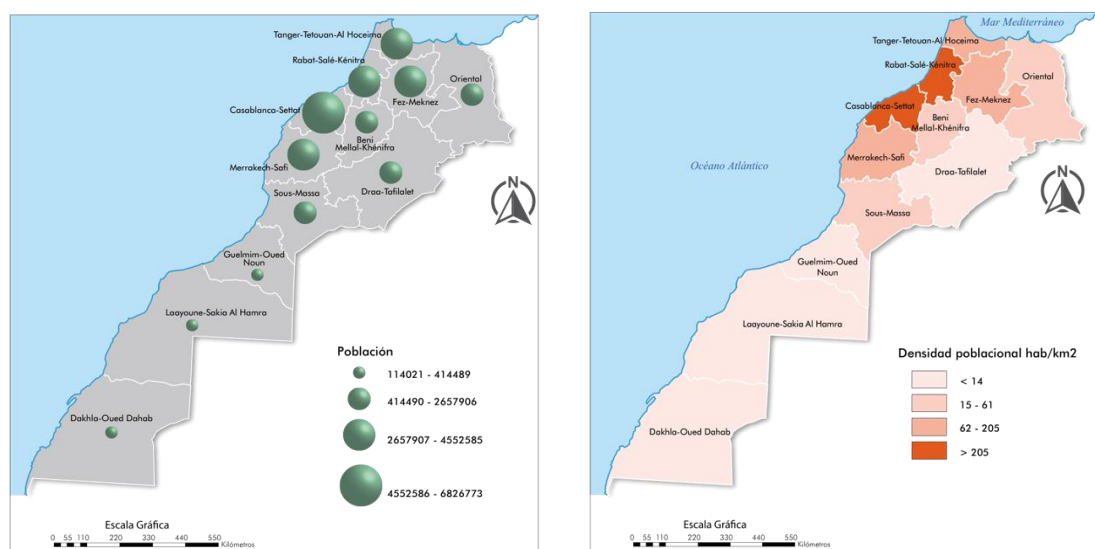 Tanger-Tetouan-Al Hoceima
Rabat-Salé-Kénitra
Oriental
Fez-Meknez
Casablanca-Settat
Beni
Mellal-Khénifra
Merrakech-Safi
Draa-Tafilalet
Sous-Massa
N
Guelmim-Oued
Noun
Laayoune-Sakia Al Hamra
Dakhla-Oued Dahab
Población
114021 - 414489
414490 - 2657906
2657907 - 4552585
4552586 - 6826773
Escala Gráfica
0 55 110 220 330 440 550
Kilómetros
Mar Mediterráneo
Tanger-Tetouan-Al Hoceima
Rabat-Salé-Kénitra
Oriental
Fez-Meknez
Casablanca-Settat
Beni
Mellal-Khénifra
Océano Atlántico
Merrakech-Safi
Draa-Tafilalet
N
Sous-Massa
Guelmim-Oued
Noun
Laayoune-Sakia Al Hamra
Dakhla-Oued Dahab
Densidad poblacional hab/km2
< 14
15 - 61
62 - 205
> 205
Escala Gráfica
0 55 110 220 330 440 550
Kilómetros